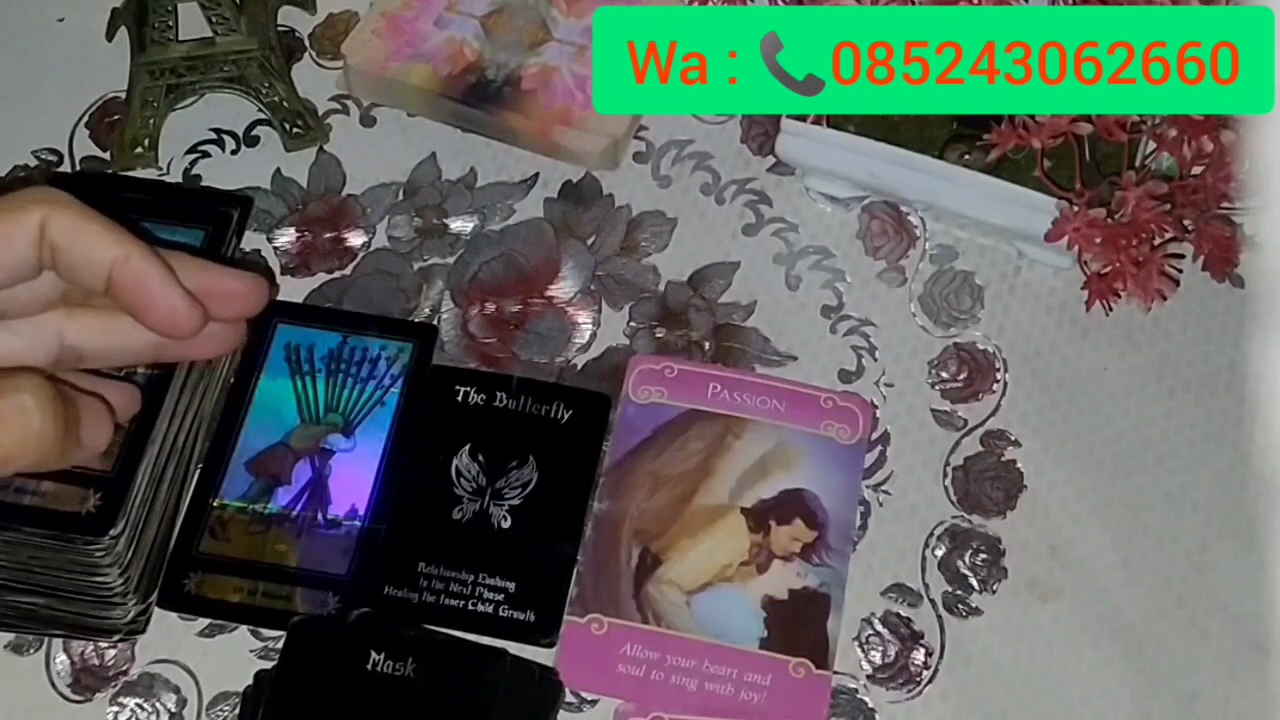 Wa : 📞085243062660
The Butterfly
Relationship Evolving
to the Next Phase
Healing the Inner Child Growth
PASSION
Allow your heart and
soul to sing with joy!
Mask